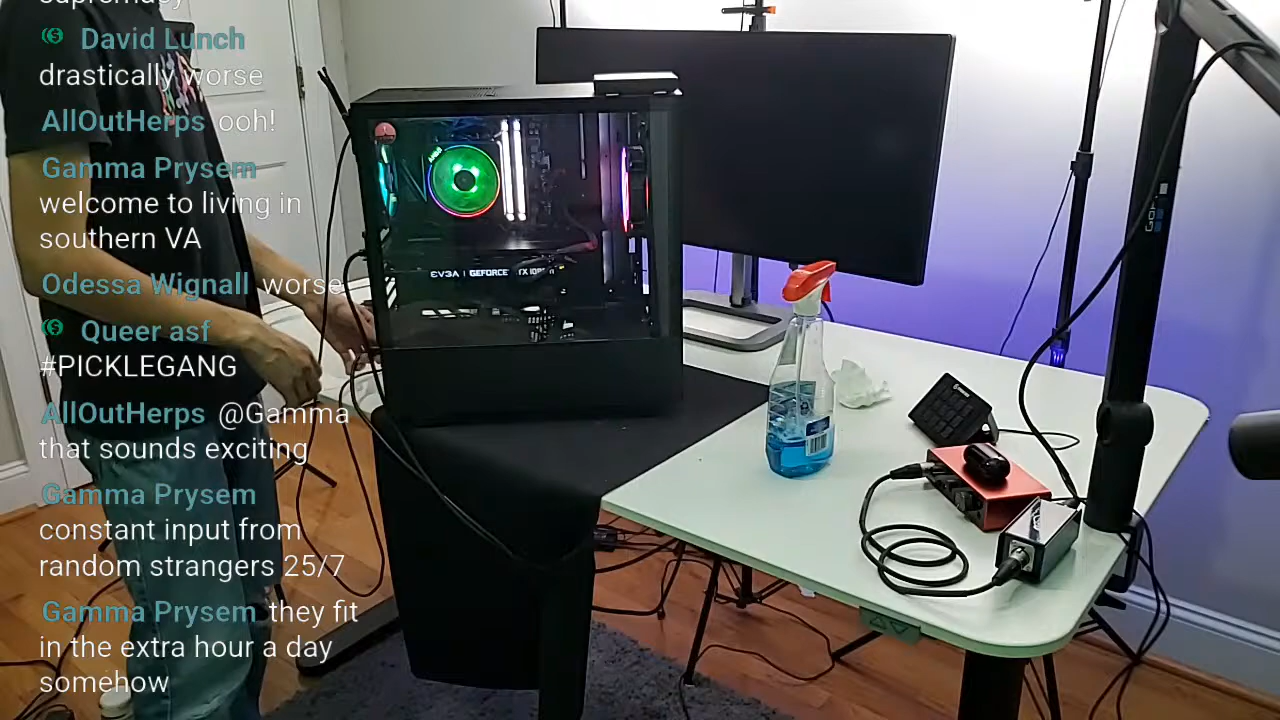 supremacy
David Lunch
drastically worse
AllOutHerps ooh!
Gamma Prysem
welcome to living in
southern VA
Odessa Wignall worse
Queer asf
#PICKLEGANG
AllOutHerps @Gamma
that sounds exciting
Gamma Prysem
constant input from
random strangers 25/7
Gamma Prysem they fit
in the extra hour a day
somehow
EVGA | GEFORCE